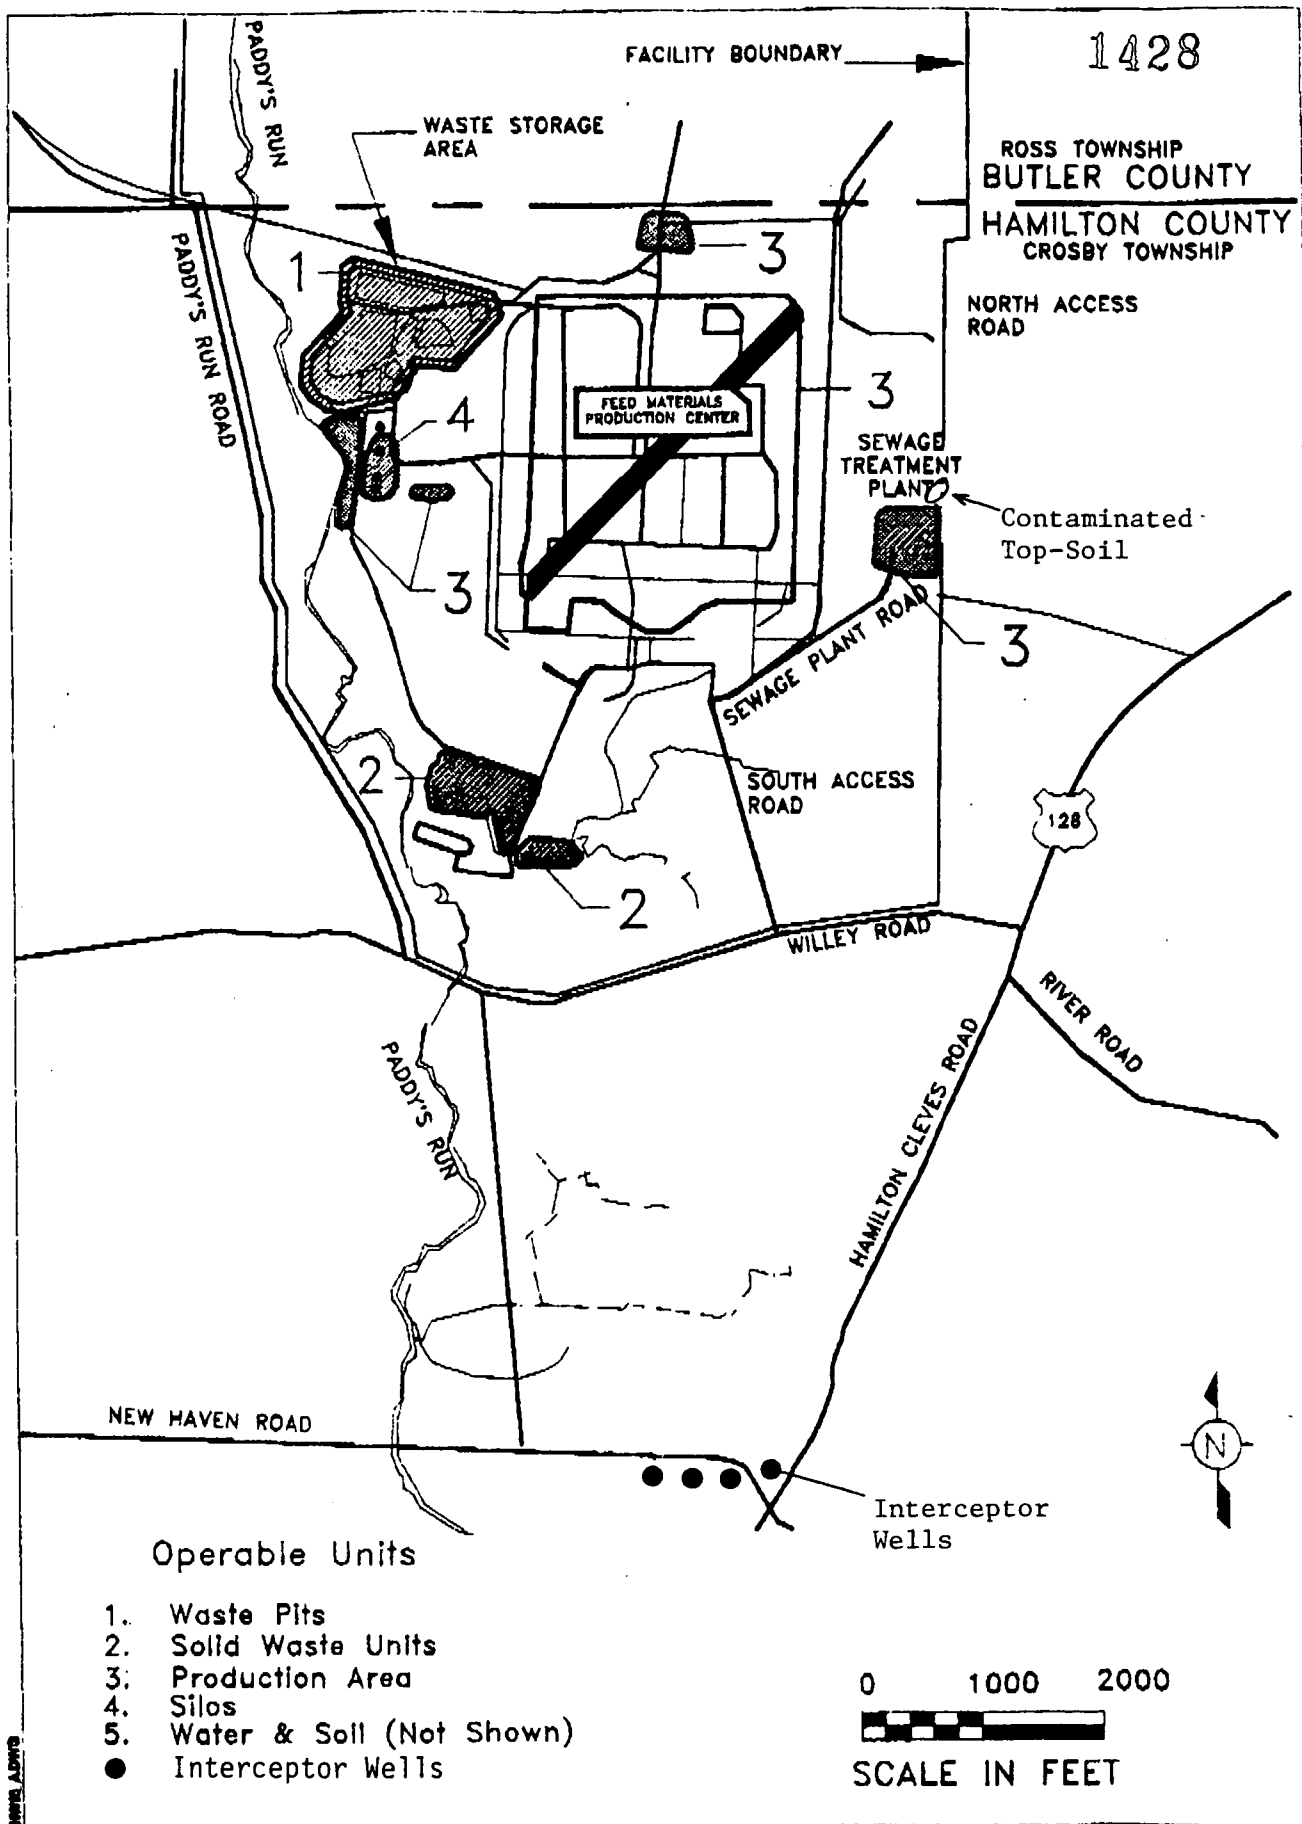 1428
FACILITY BOUNDARY
PADDY'S RUN
WASTE STORAGE
AREA
ROSS TOWNSHIP
BUTLER COUNTY
HAMILTON COUNTY
CROSBY TOWNSHIP
3
1
PADDY'S RUN ROAD
NORTH ACCESS
ROAD
3
FEED MATERIALS
PRODUCTION CENTER
4
SEWAGE
TREATMENT
PLANT
Contaminated
Top-Soil
3
3
SEWAGE PLANT ROAD
2
SOUTH ACCESS
ROAD
128
2
WILLEY ROAD
RIVER ROAD
PADDY'S RUN
HAMILTON CLEVES ROAD
NEW HAVEN ROAD
N
Interceptor
Wells
Operable Units
1. Waste Pits
2. Solid Waste Units
3. Production Area
4. Silos
5. Water & Soil (Not Shown)
Interceptor Wells
0 1000 2000
SCALE IN FEET